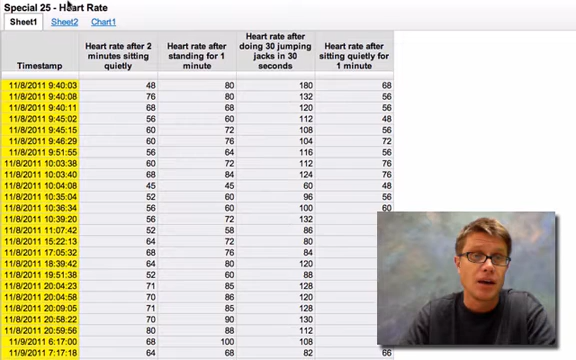 Special 25 - Heart Rate
Sheet1 Sheet2 Chart1
Timestamp Heart rate after 2 minutes sitting quietly Heart rate after standing for 1 minute Heart rate after doing 30 jumping jacks in 30 seconds Heart rate after sitting quietly for 1 minute
11/8/2011 9:40:03 48 80 180 68
11/8/2011 9:40:08 76 80 132 56
11/8/2011 9:40:11 68 68 120 56
11/8/2011 9:45:02 56 60 112 48
11/8/2011 9:45:15 60 72 108 56
11/8/2011 9:46:29 60 76 104 72
11/8/2011 9:51:55 56 64 116 56
11/8/2011 10:03:38 60 72 112 76
11/8/2011 10:03:40 68 84 124 76
11/8/2011 10:04:08 45 45 60 48
11/8/2011 10:35:04 52 60 96 56
11/8/2011 10:36:34 56 60 100 60
11/8/2011 10:39:20 56 72 132
11/8/2011 11:07:42 52 58 86
11/8/2011 15:22:13 64 72 80
11/8/2011 17:05:32 68 76 84
11/8/2011 18:39:42 64 80 120
11/8/2011 19:51:38 52 60 88
11/8/2011 20:04:23 71 85 128
11/8/2011 20:04:58 70 86 120
11/8/2011 20:09:11 71 85 128
11/8/2011 20:58:22 70 90 130
11/8/2011 20:59:56 80 88 112
11/9/2011 6:17:00 68 100 108
11/9/2011 7:17:18 64 68 82 66